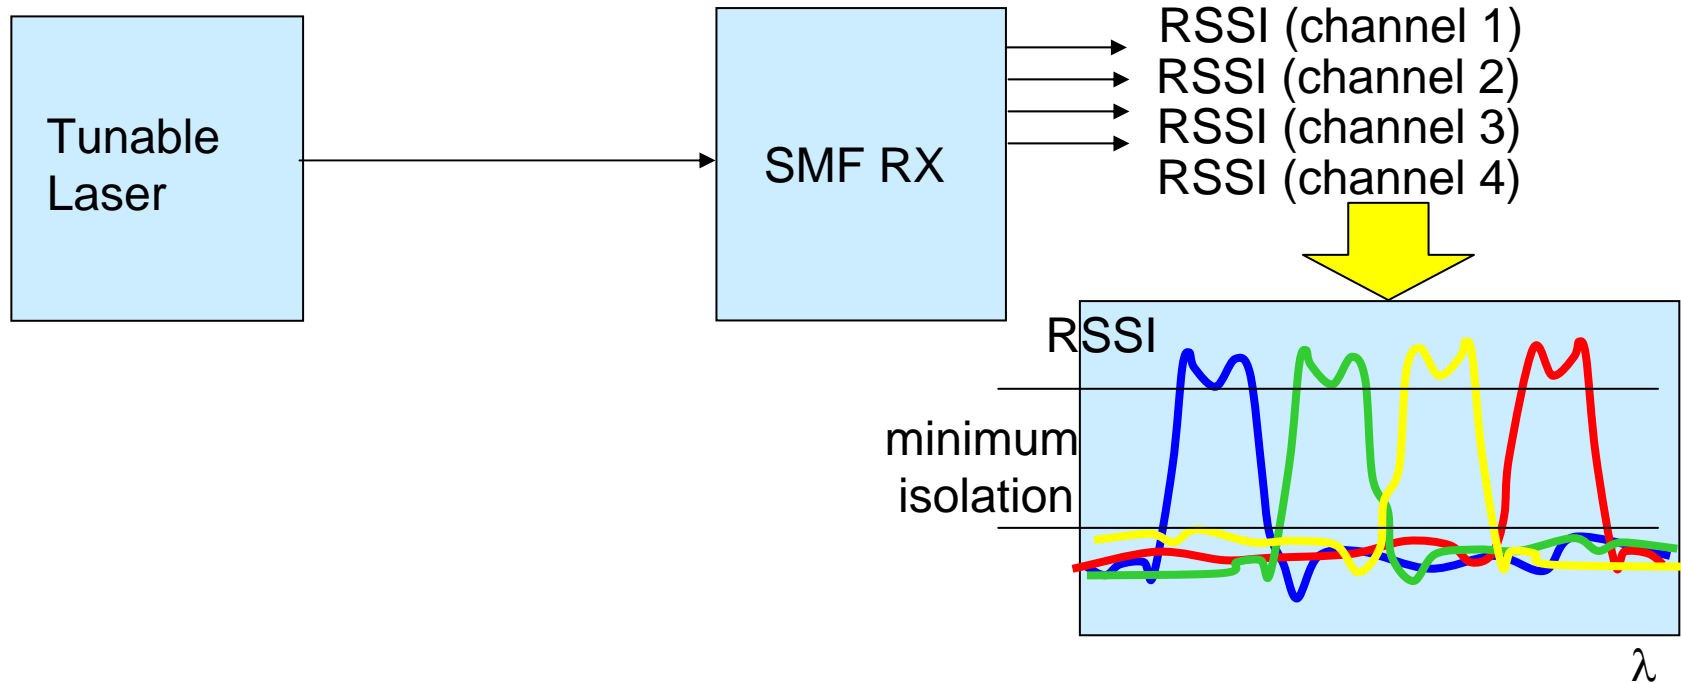 Tunable
Laser
SMF RX
RSSI (channel 1)
RSSI (channel 2)
RSSI (channel 3)
RSSI (channel 4)
RSSI
minimum
isolation
λ